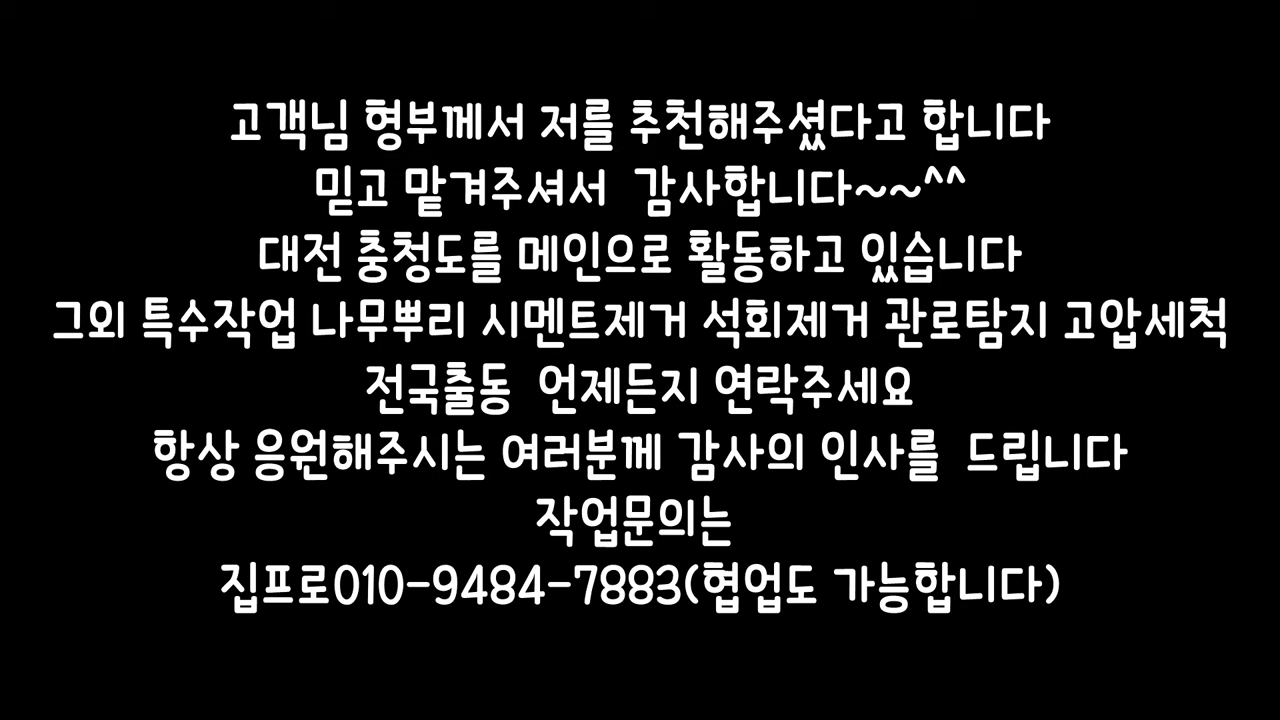 고객님 형부께서 저를 추천해주셨다고 합니다
믿고 맡겨주셔서 감사합니다~~^^
대전 충청도를 메인으로 활동하고 있습니다
그외 특수작업 나무뿌리 시멘트제거 석회제거 관로탐지 고압세척
전국출동 언제든지 연락주세요
항상 응원해주시는 여러분께 감사의 인사를 드립니다
작업문의는
집프로010-9484-7883(협업도 가능합니다)